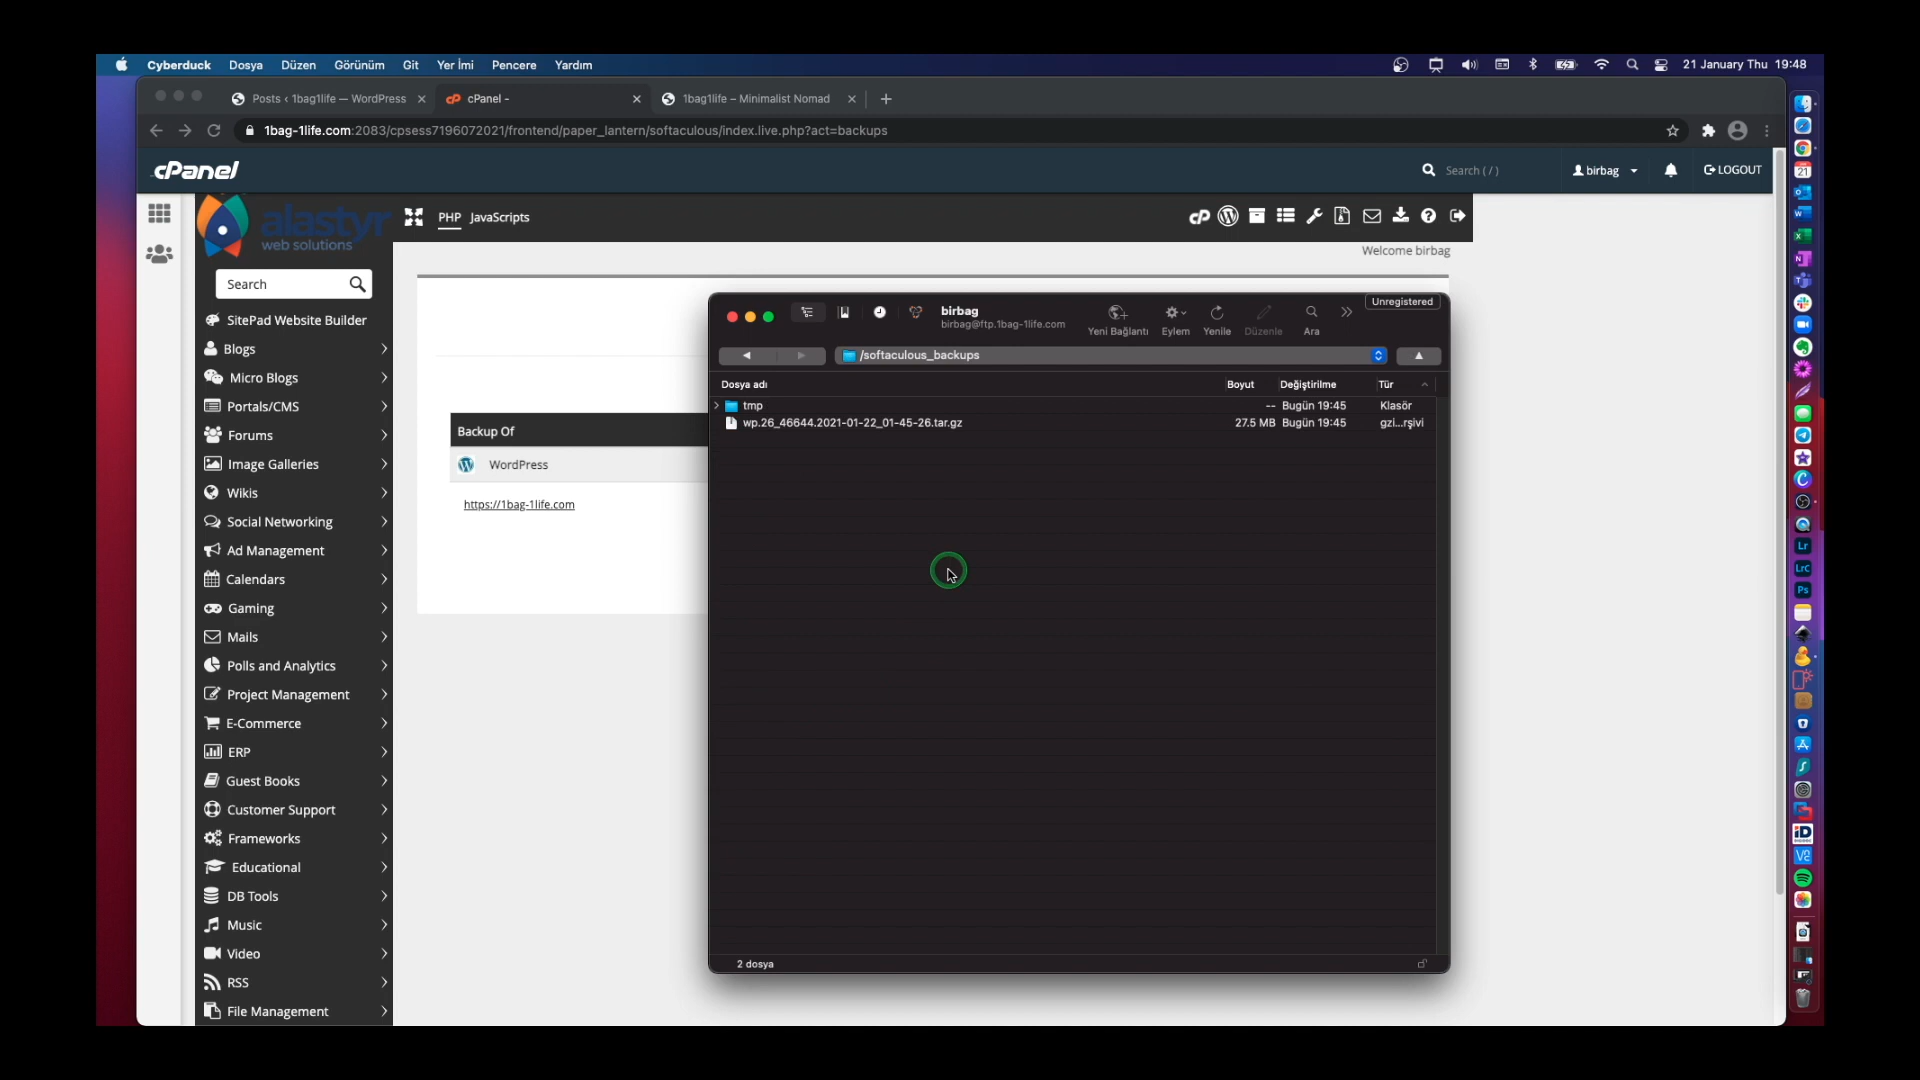 Cyberduck Dosya Düzen Görünüm Git Yer İmi Pencere Yardım 21 January Thu 19:48
Posts ‹ 1bag1life — WordPress cPanel - 1bag1life – Minimalist Nomad
1bag-1life.com:2083/cpsess7196072021/frontend/paper_lantern/softaculous/index.live.php?act=backups
cPanel Search ( / ) birbag LOGOUT
alastyr
web solutions
PHP JavaScripts
Welcome birbag
Search
SitePad Website Builder
Blogs
Micro Blogs
Portals/CMS
Forums
Image Galleries
Wikis
Social Networking
Ad Management
Calendars
Gaming
Mails
Polls and Analytics
Project Management
E-Commerce
ERP
Guest Books
Customer Support
Frameworks
Educational
DB Tools
Music
Video
RSS
File Management
Backup Of
WordPress
https://1bag-1life.com
Unregistered
birbag
birbag@ftp.1bag-1life.com
Yeni Bağlantı Eylem Yenile Düzenle Ara
/softaculous_backups
Dosya adı Boyut Değiştirilme Tür
tmp -- Bugün 19:45 Klasör
wp.26_46644.2021-01-22_01-45-26.tar.gz 27.5 MB Bugün 19:45 gzi...rşivi
2 dosya